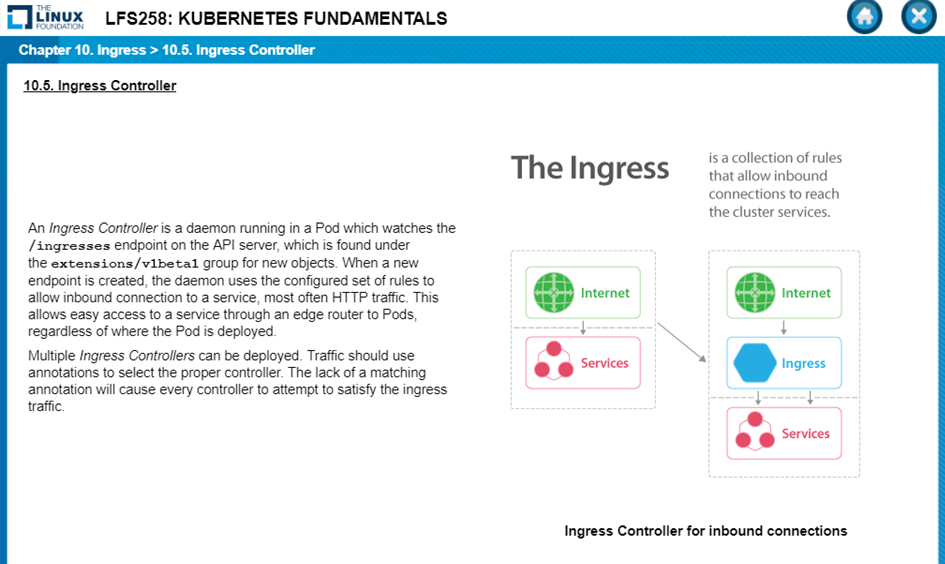 THE
LINUX
FOUNDATION
LFS258: KUBERNETES FUNDAMENTALS
Chapter 10. Ingress > 10.5. Ingress Controller
10.5. Ingress Controller
An Ingress Controller is a daemon running in a Pod which watches the
/ingresses endpoint on the API server, which is found under
the extensions/v1beta1 group for new objects. When a new
endpoint is created, the daemon uses the configured set of rules to
allow inbound connection to a service, most often HTTP traffic. This
allows easy access to a service through an edge router to Pods,
regardless of where the Pod is deployed.
Multiple Ingress Controllers can be deployed. Traffic should use
annotations to select the proper controller. The lack of a matching
annotation will cause every controller to attempt to satisfy the ingress
traffic.
The Ingress
is a collection of rules
that allow inbound
connections to reach
the cluster services.
Internet
Services
Internet
Ingress
Services
Ingress Controller for inbound connections